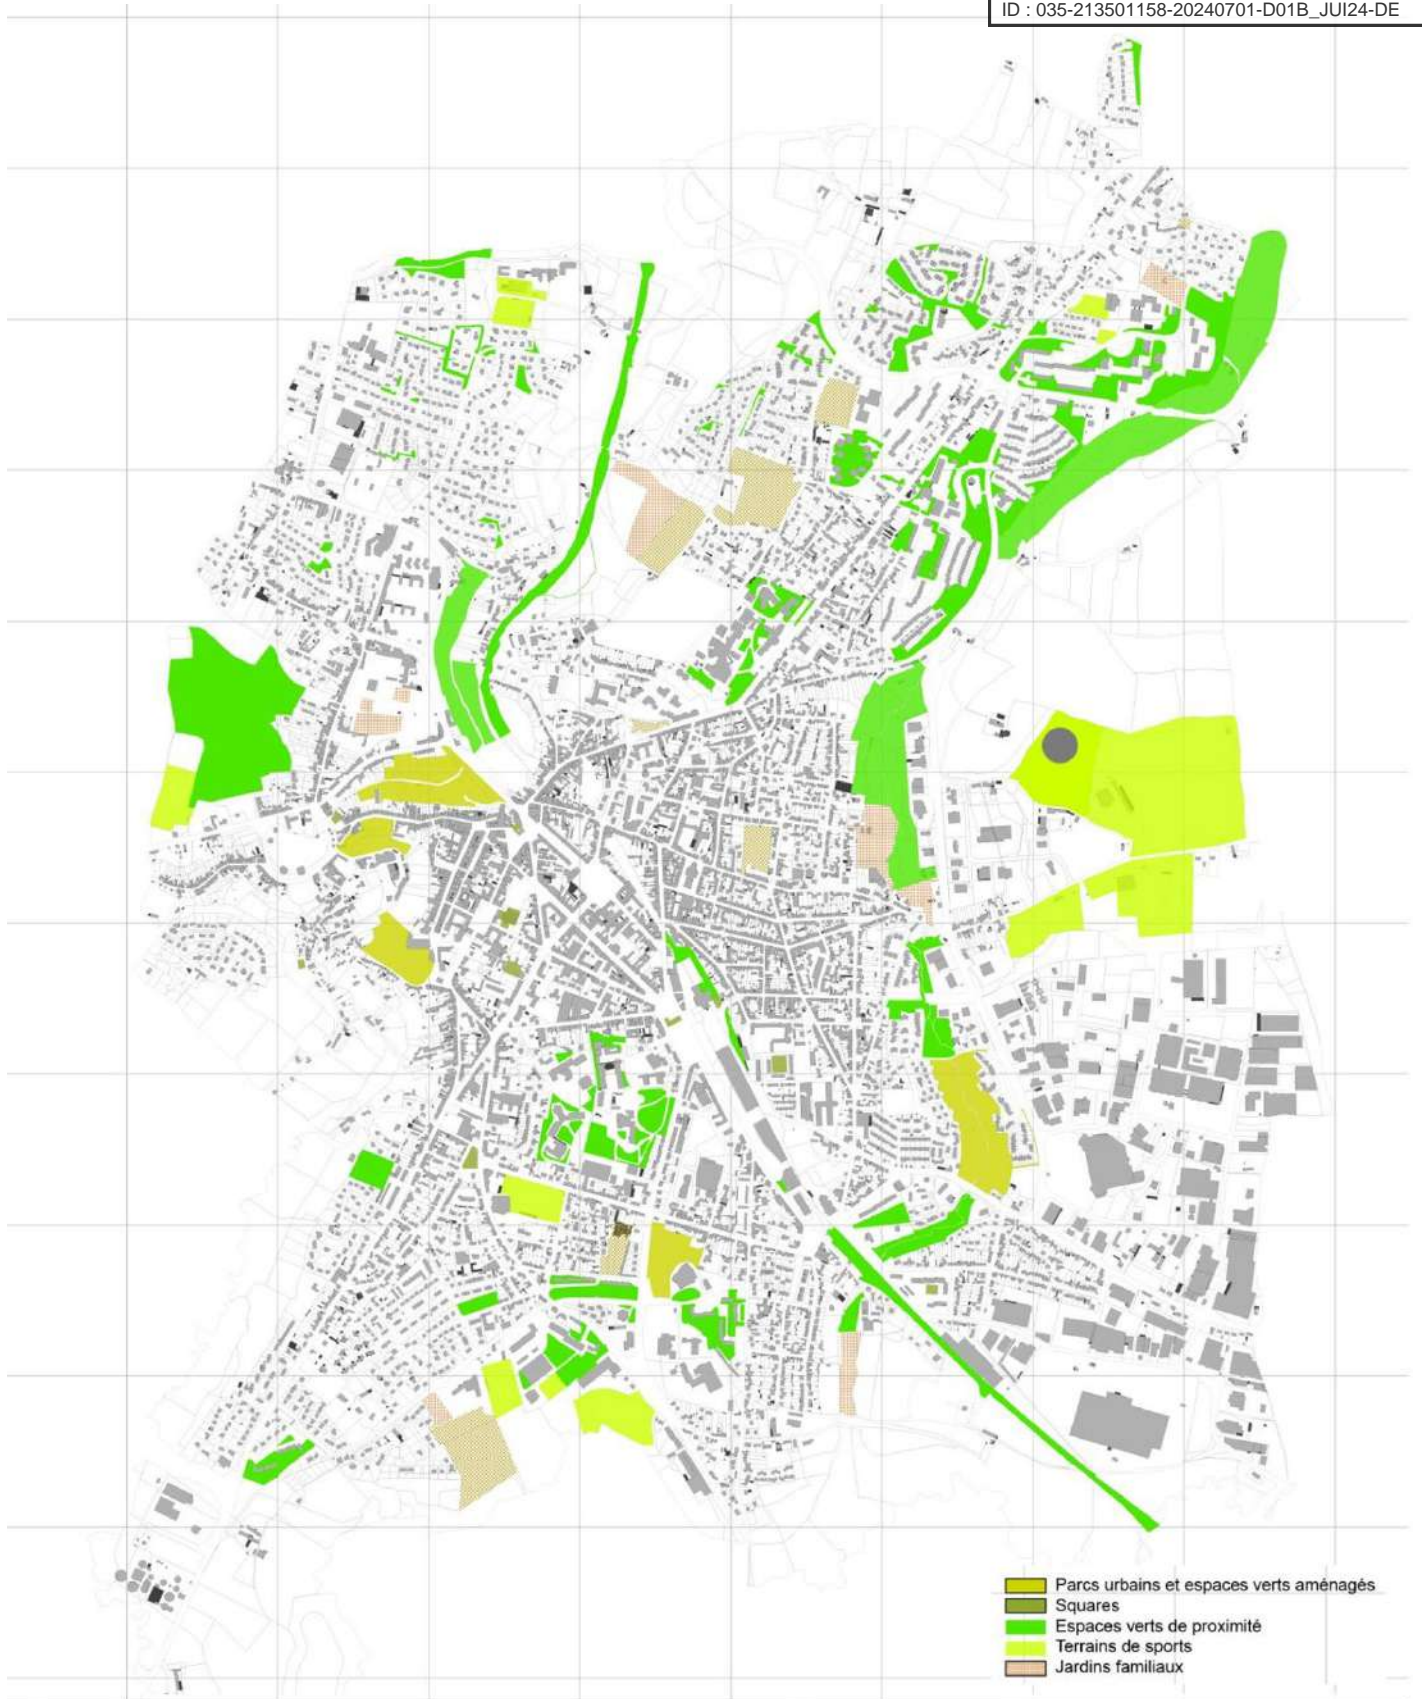 ID : 035-213501158-20240701-D01B_JUI24-DE
Parcs urbains et espaces verts aménagés
Squares
Espaces verts de proximité
Terrains de sports
Jardins familiaux